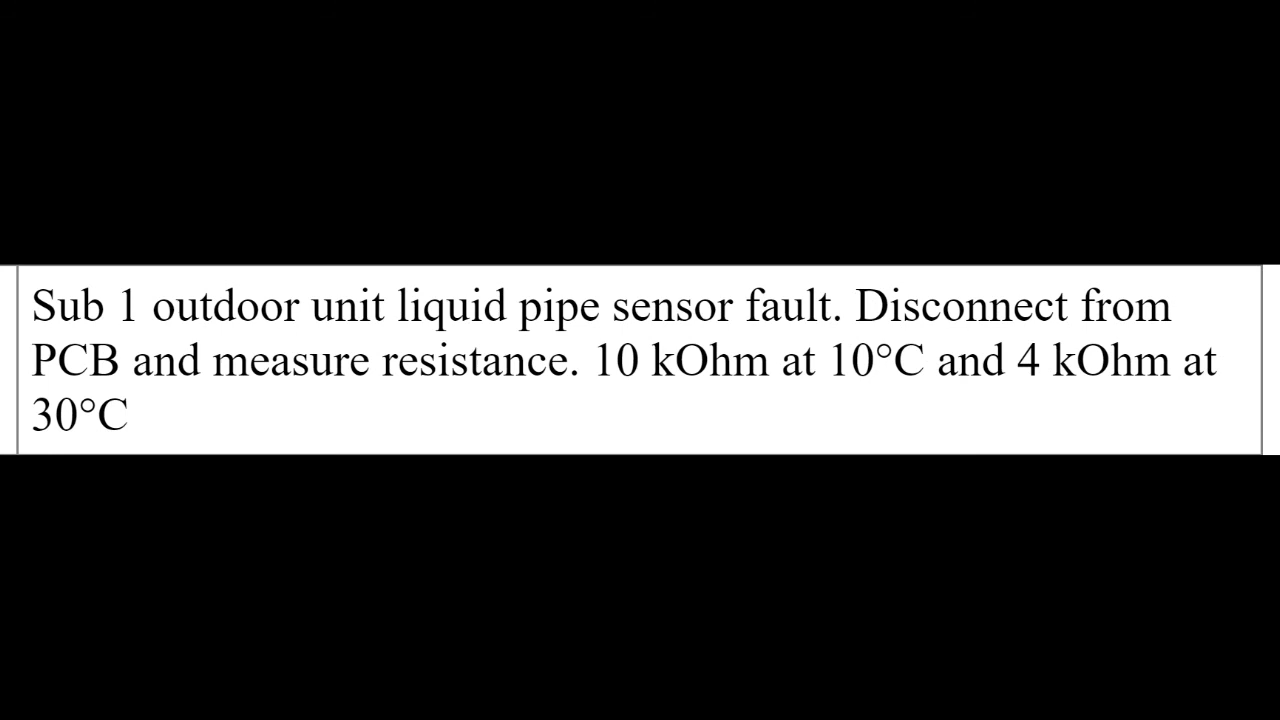 Sub 1 outdoor unit liquid pipe sensor fault. Disconnect from
PCB and measure resistance. 10 kOhm at 10°C and 4 kOhm at
30°C